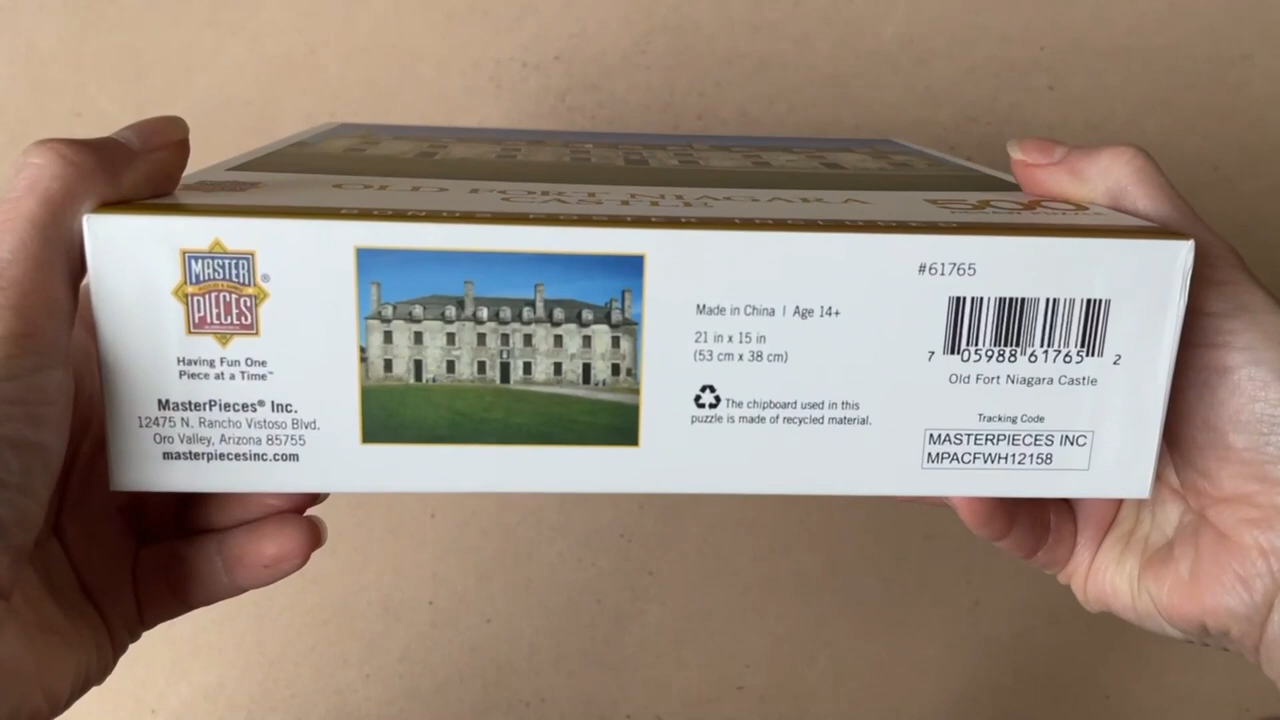 OLD FORT NIAGARA
CASTLE
500
BONUS POSTER INCLUDED
MASTER
PIECES
®
Having Fun One
Piece at a Time™
MasterPieces® Inc.
12475 N. Rancho Vistoso Blvd.
Oro Valley, Arizona 85755
masterpiecesinc.com
Made in China | Age 14+
21 in x 15 in
(53 cm x 38 cm)
The chipboard used in this
puzzle is made of recycled material.
#61765
7 05988 61765 2
Old Fort Niagara Castle
Tracking Code
MASTERPIECES INC
MPACFWH12158